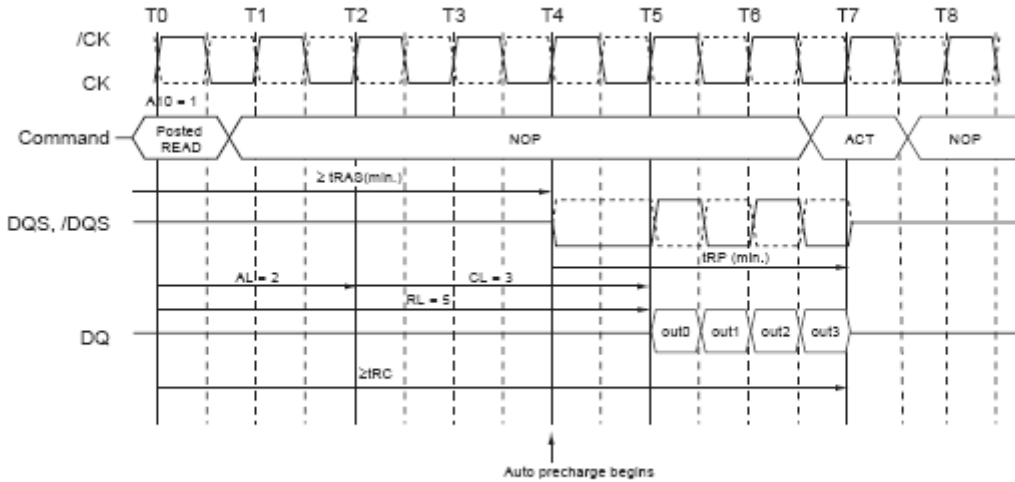 T0 T1 T2 T3 T4 T5 T6 T7 T8
/CK
CK
A10 = 1
Command Posted READ NOP ACT NOP
≥ tRAS(min.)
DQS, /DQS
tRP (min.)
AL = 2 CL = 3
RL = 5
DQ out0 out1 out2 out3
≥tRC
Auto precharge begins